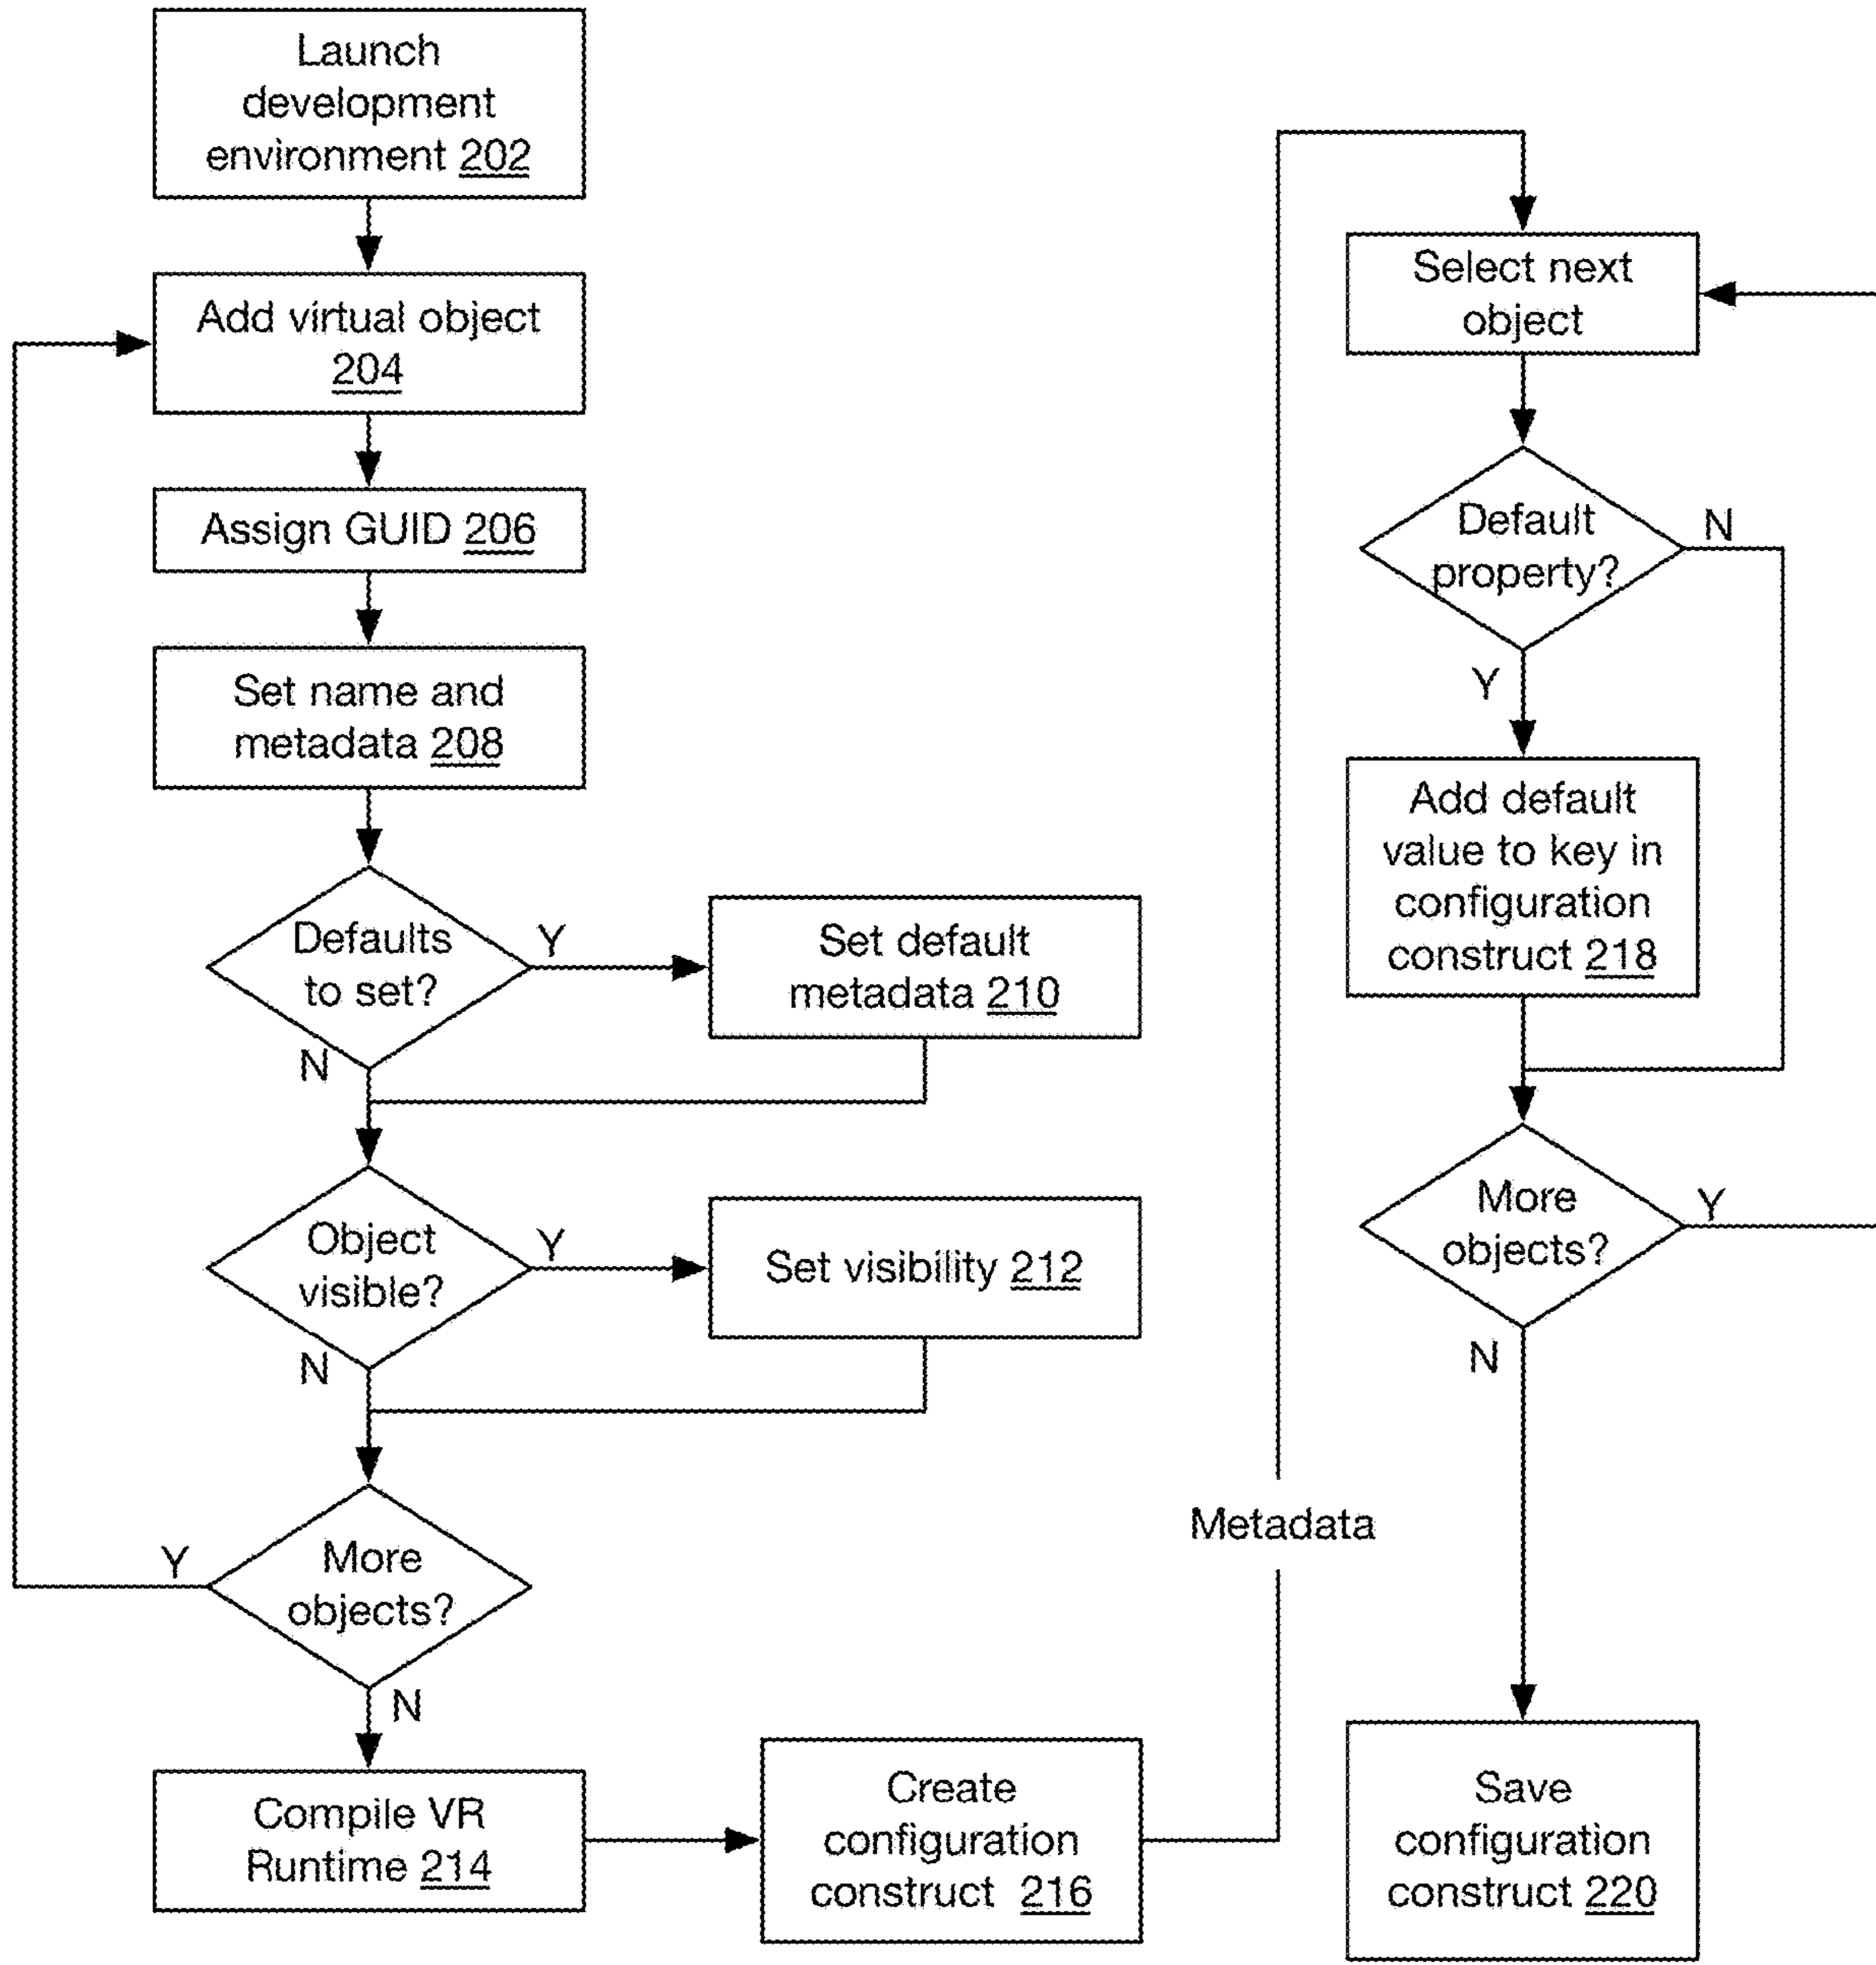 Launch
development
environment 202
Add virtual object
204
Assign GUID 206
Set name and
metadata 208
Defaults
to set?
Y
N
Set default
metadata 210
Object
visible?
Y
N
Set visibility 212
More
objects?
Y
N
Compile VR
Runtime 214
Create
configuration
construct 216
Metadata
Select next
object
Default
property?
N
Y
Add default
value to key in
configuration
construct 218
More
objects?
Y
N
Save
configuration
construct 220